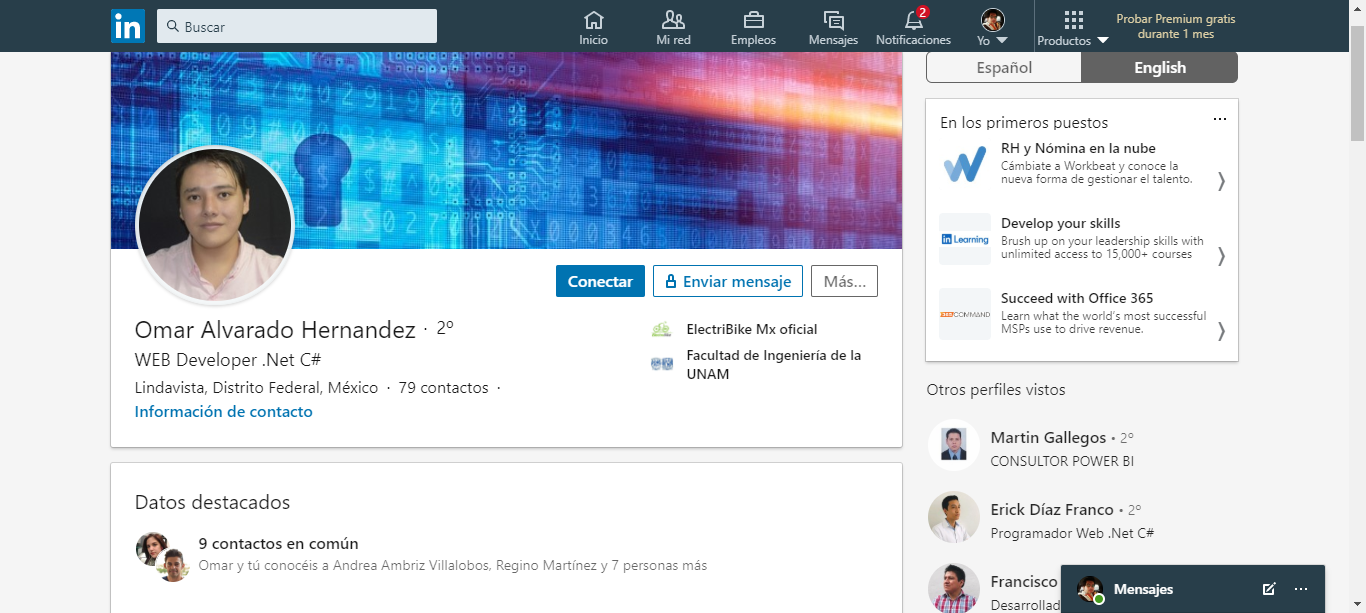 in
Buscar
Inicio
Mi red
Empleos
Mensajes
2
Notificaciones
Yo
Productos
Probar Premium gratis
durante 1 mes
Español
English
Conectar
Enviar mensaje
Más...
Omar Alvarado Hernandez · 2º
WEB Developer .Net C#
Lindavista, Distrito Federal, México · 79 contactos ·
Información de contacto
ElectriBike Mx oficial
Facultad de Ingeniería de la
UNAM
Datos destacados
9 contactos en común
Omar y tú conocéis a Andrea Ambriz Villalobos, Regino Martínez y 7 personas más
En los primeros puestos
...
RH y Nómina en la nube
Cámbiate a Workbeat y conoce la
nueva forma de gestionar el talento.
in Learning
Develop your skills
Brush up on your leadership skills with
unlimited access to 15,000+ courses
Succeed with Office 365
Learn what the world's most successful
MSPs use to drive revenue.
Otros perfiles vistos
Martin Gallegos • 2º
CONSULTOR POWER BI
Erick Díaz Franco • 2º
Programador Web .Net C#
Francisco
Mensajes
...